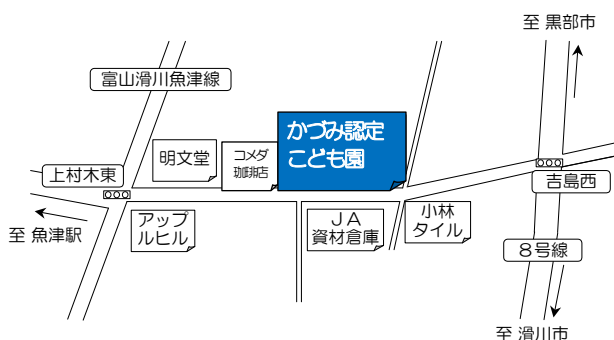 至 黒部市
富山滑川魚津線
かづみ認定
こども園
明文堂
コメダ
珈琲店
上村木東
吉島西
至 魚津駅
アップ
ルヒル
ＪＡ
資材倉庫
小林
タイル
８号線
至 滑川市